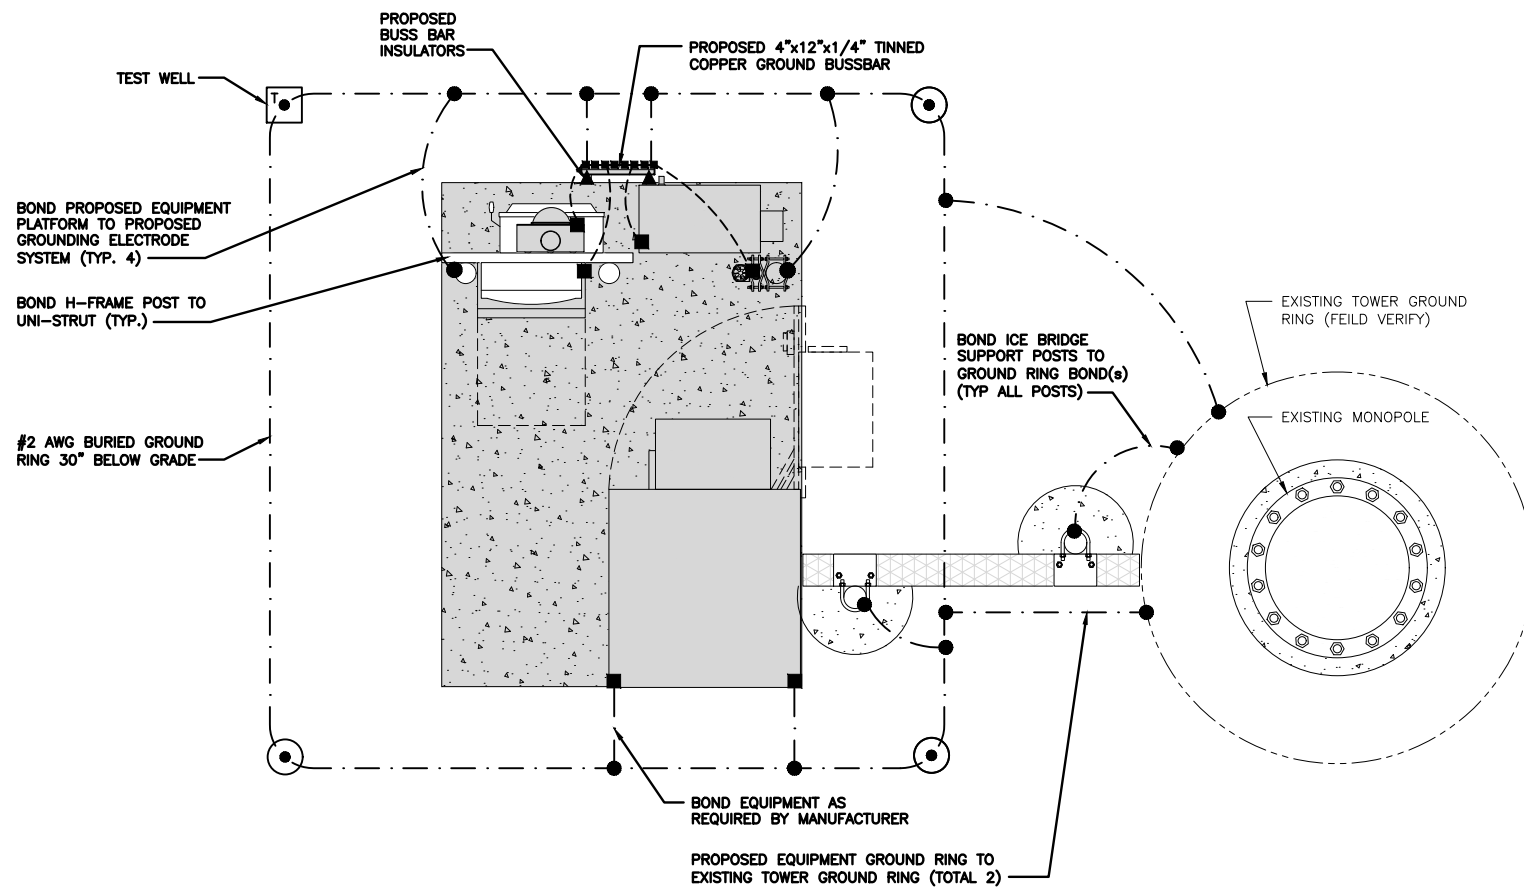 PROPOSED
BUSS BAR
INSULATORS
PROPOSED 4"x12"x1/4" TINNED
COPPER GROUND BUSSBAR
TEST WELL
T
BOND PROPOSED EQUIPMENT
PLATFORM TO PROPOSED
GROUNDING ELECTRODE
SYSTEM (TYP. 4)
BOND H-FRAME POST TO
UNI-STRUT (TYP.)
EXISTING TOWER GROUND
RING (FEILD VERIFY)
BOND ICE BRIDGE
SUPPORT POSTS TO
GROUND RING BOND(s)
(TYP ALL POSTS)
EXISTING MONOPOLE
#2 AWG BURIED GROUND
RING 30" BELOW GRADE
BOND EQUIPMENT AS
REQUIRED BY MANUFACTURER
PROPOSED EQUIPMENT GROUND RING TO
EXISTING TOWER GROUND RING (TOTAL 2)